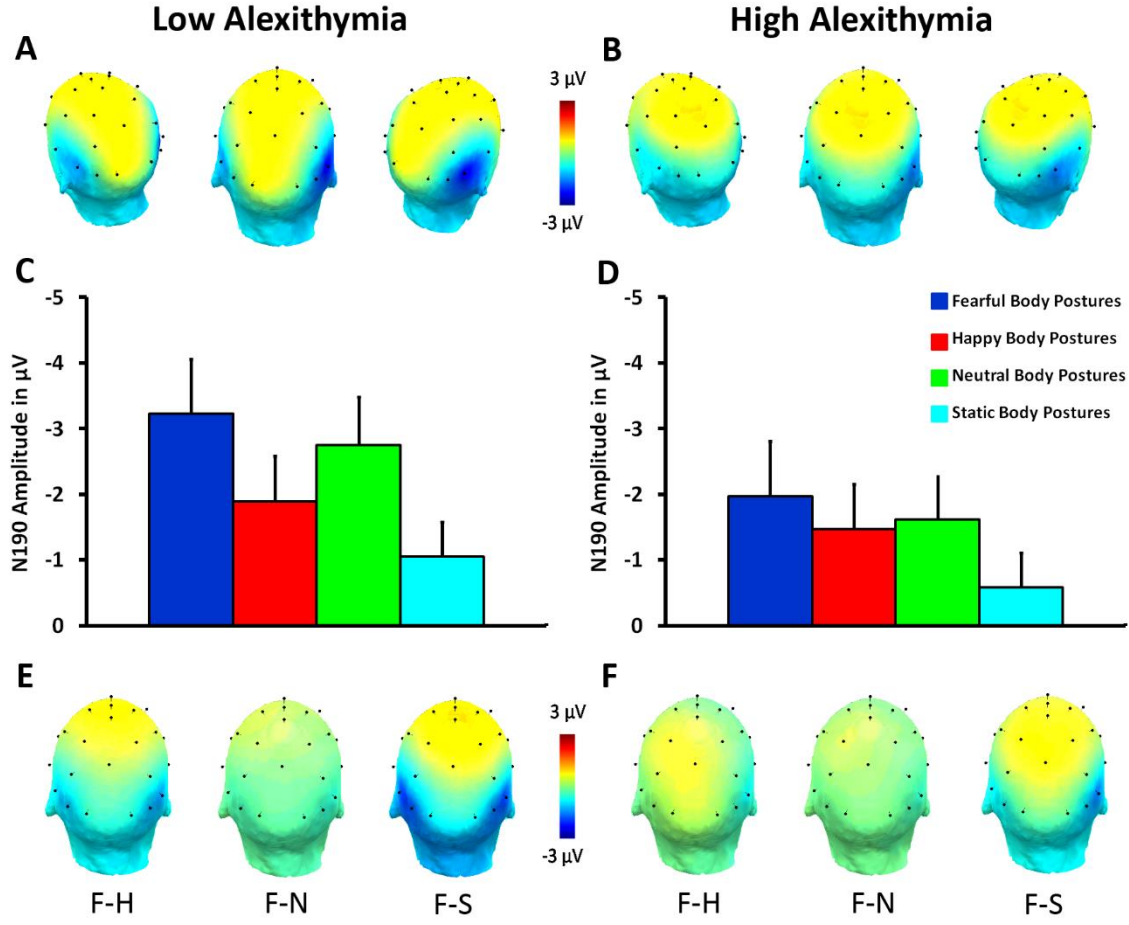 Low Alexithymia
High Alexithymia
A
B
3 µV
-3 µV
C
D
-5
-4
-3
-2
-1
0
N190 Amplitude in µV
-5
-4
-3
-2
-1
0
N190 Amplitude in µV
Fearful Body Postures
Happy Body Postures
Neutral Body Postures
Static Body Postures
E
F
3 µV
-3 µV
F-H
F-N
F-S
F-H
F-N
F-S